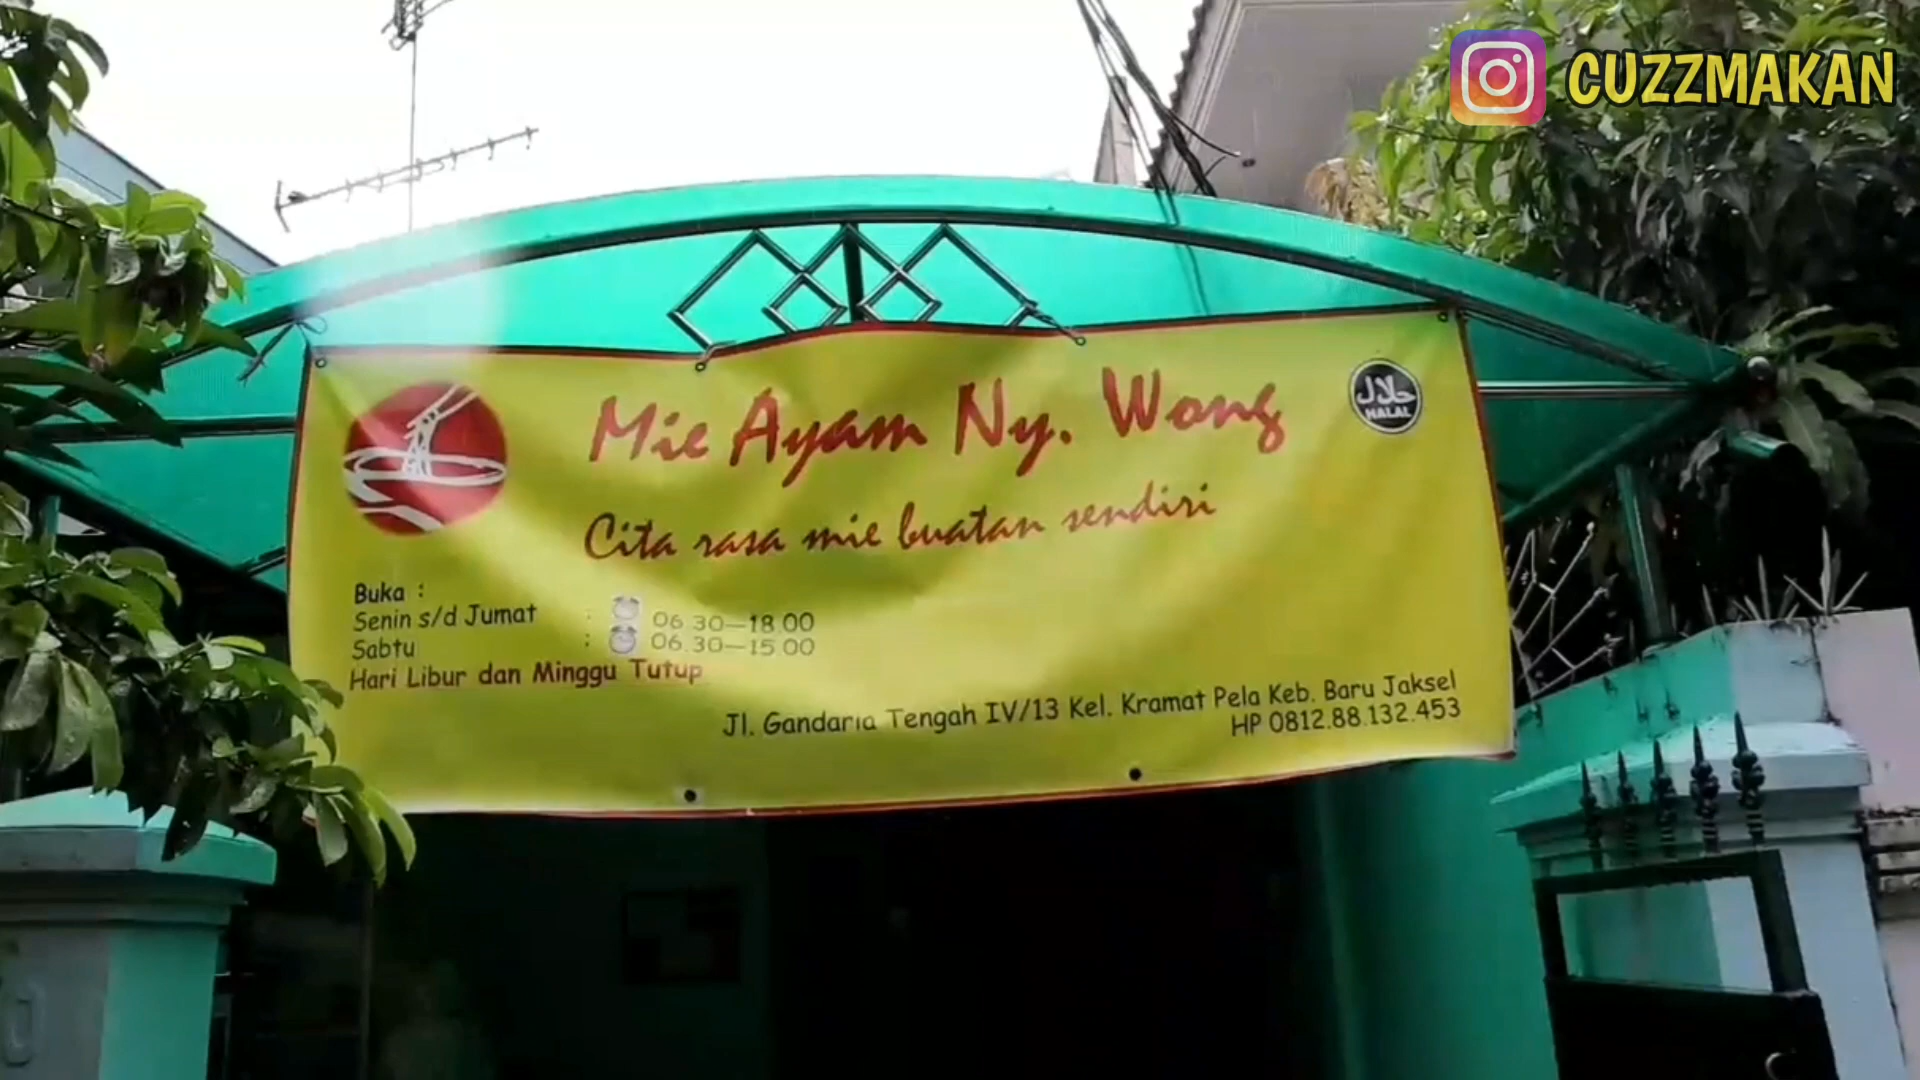 CUZZMAKAN
Mie Ayam Ny. Wong
حلال
HALAL
Cita rasa mie buatan sendiri
Buka :
Senin s/d Jumat : 06.30—18.00
Sabtu : 06.30—15.00
Hari Libur dan Minggu Tutup
Jl. Gandaria Tengah IV/13 Kel. Kramat Pela Keb. Baru Jaksel
HP 0812.88.132.453